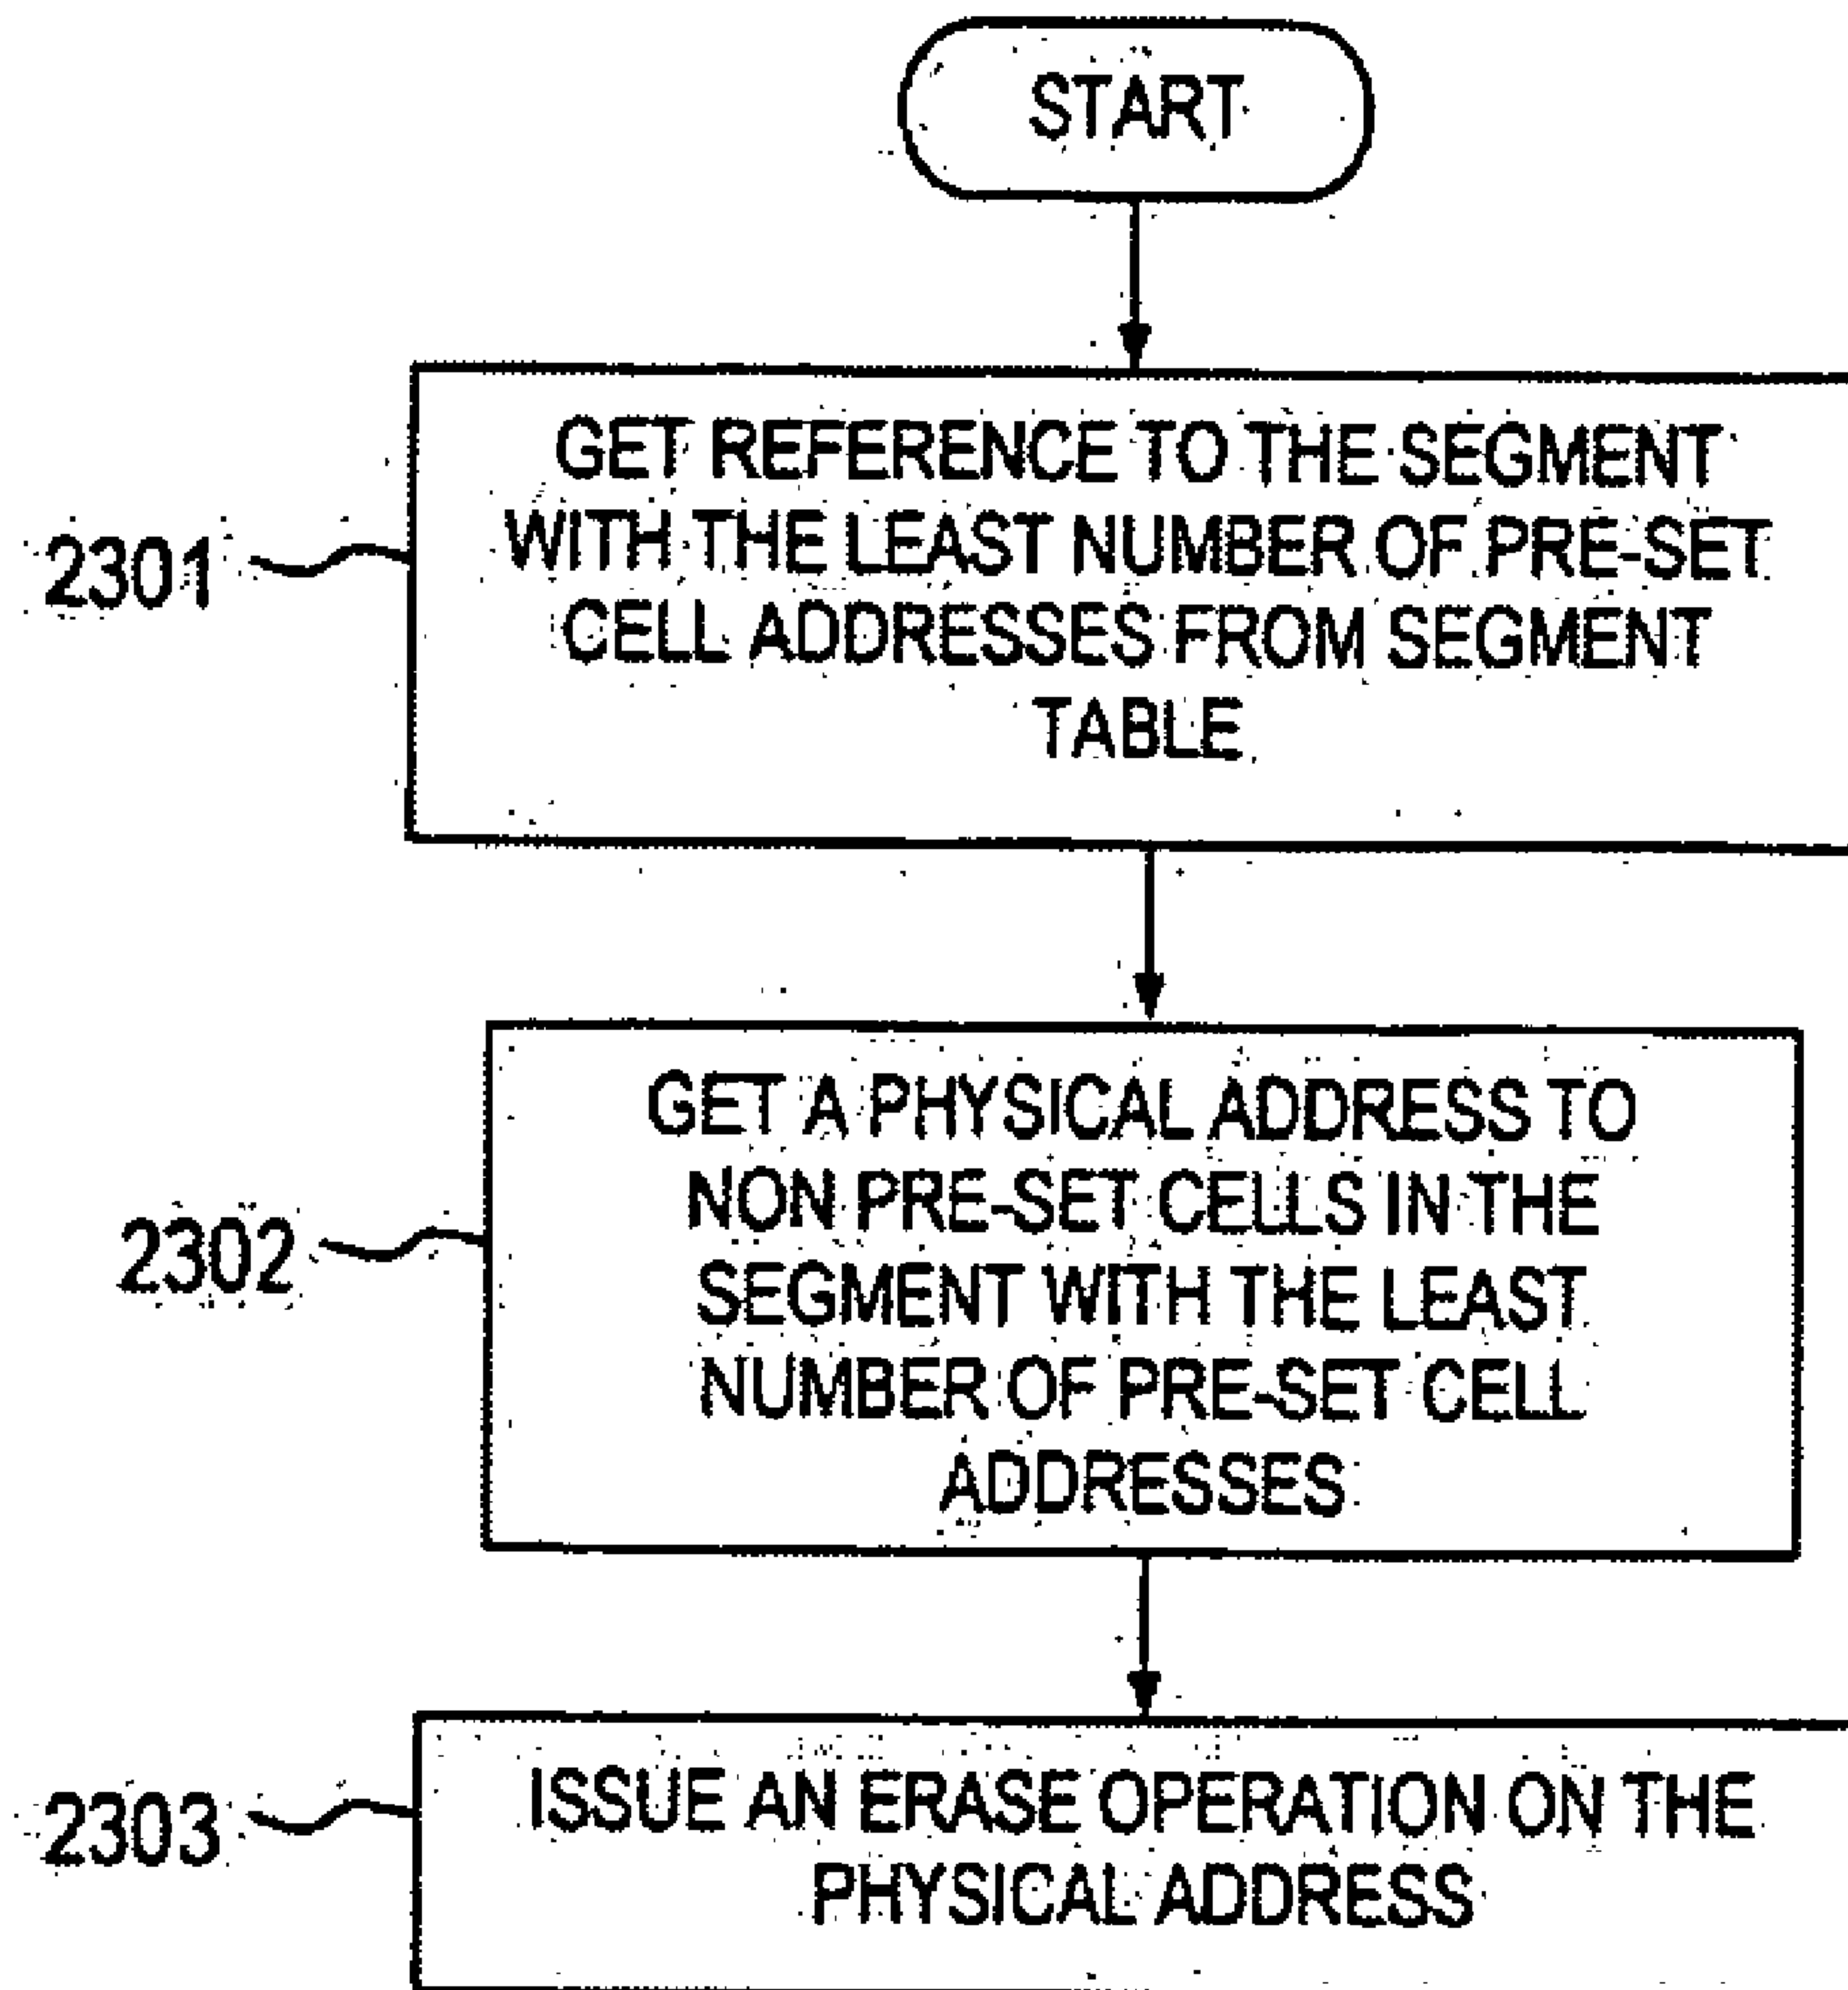 START
GET REFERENCE TO THE SEGMENT
WITH THE LEAST NUMBER OF PRE-SET
CELL ADDRESSES FROM SEGMENT
TABLE
2301
GET A PHYSICAL ADDRESS TO
NON PRE-SET CELLS IN THE
SEGMENT WITH THE LEAST
NUMBER OF PRE-SET CELL
ADDRESSES
2302
ISSUE AN ERASE OPERATION ON THE
PHYSICAL ADDRESS
2303